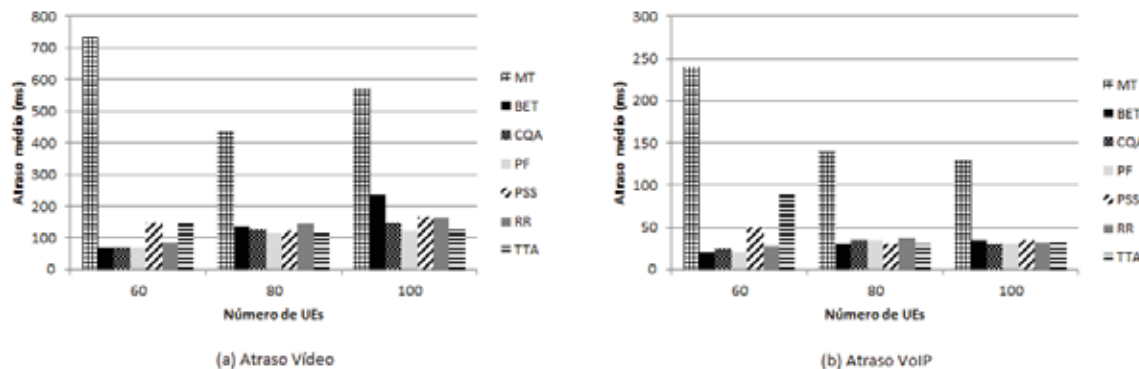 800
700
600
500
400
300
200
100
0
Atraso médio (ms)
60
80
100
Número de UEs
MT
BET
CQA
PF
PSS
RR
TTA
(a) Atraso Vídeo
300
250
200
150
100
50
0
Atraso médio (ms)
60
80
100
Número de UEs
MT
BET
CQA
PF
PSS
RR
TTA
(b) Atraso VoIP